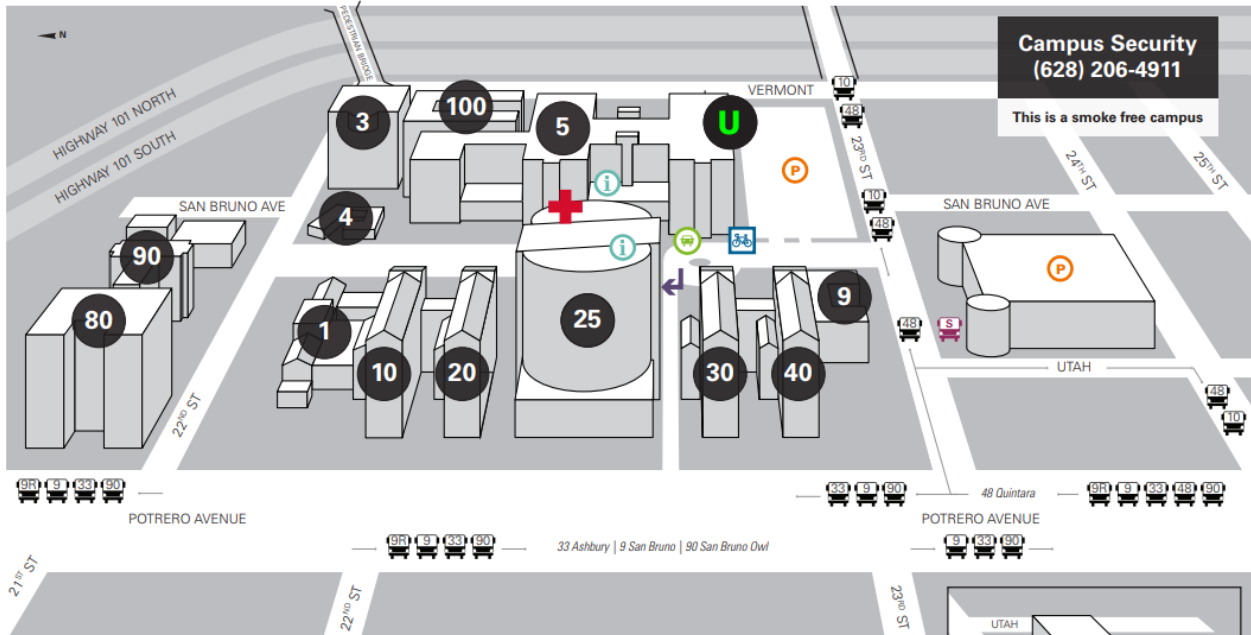 N
PEDESTRIAN BRIDGE
Campus Security
(628) 206-4911
This is a smoke free campus
HIGHWAY 101 NORTH
HIGHWAY 101 SOUTH
VERMONT
3
100
5
U
10
48
23RD ST
24TH ST
25TH ST
P
i
SAN BRUNO AVE
4
10
48
SAN BRUNO AVE
90
i
P
80
1
10
20
25
30
40
9
48
S
UTAH
48
10
22ND ST
9R 9 33 90
33 9 90
48 Quintara
9R 9 33 48 90
POTRERO AVENUE
POTRERO AVENUE
9R 9 33 90
33 Ashbury | 9 San Bruno | 90 San Bruno Owl
9 33 90
21ST ST
22ND ST
23RD ST
UTAH